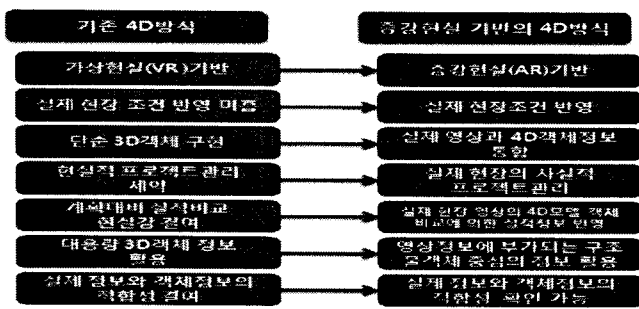 기존 4D방식
증강현실 기반의 4D방식
가상현실(VR)기반
증강현실(AR)기반
실제 현장 조건 반영 미흡
실제 현장조건 반영
단순 3D객체 구현
실제 영상과 4D객체정보
통합
현실적 프로젝트관리
제약
실제 현장의 사실적
프로젝트관리
계획대비 실적비교
현실감 결여
실제 현장 영상의 4D모델 객체
비교에 의한 실적정보 반영
대용량 3D객체 정보
활용
영상정보에 부가되는 구조
물객체 중심의 정보 활용
실제 정보와 객체정보의
적합성 결여
실제 정보와 객체정보의
적합성 확인 가능